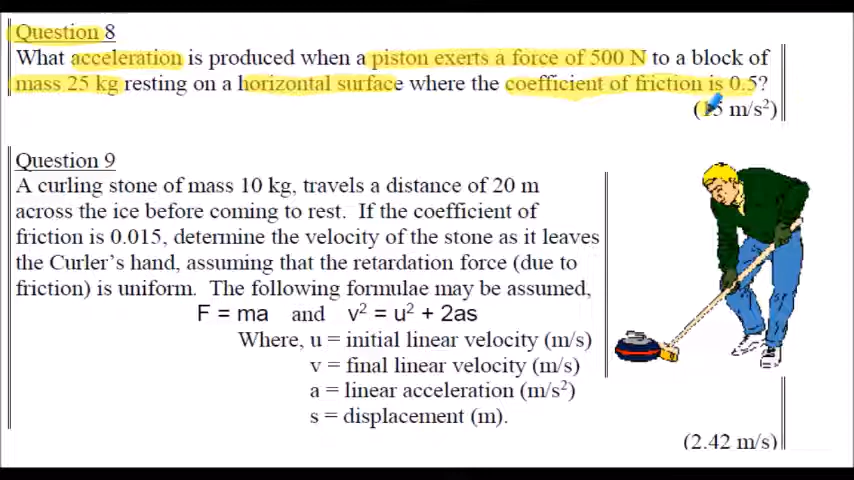 Question 8
What acceleration is produced when a piston exerts a force of 500 N to a block of
mass 25 kg resting on a horizontal surface where the coefficient of friction is 0.5?
(15 m/s²)
Question 9
A curling stone of mass 10 kg, travels a distance of 20 m
across the ice before coming to rest. If the coefficient of
friction is 0.015, determine the velocity of the stone as it leaves
the Curler's hand, assuming that the retardation force (due to
friction) is uniform. The following formulae may be assumed,
F = ma and v² = u² + 2as
Where, u = initial linear velocity (m/s)
v = final linear velocity (m/s)
a = linear acceleration (m/s²)
s = displacement (m).
(2.42 m/s)